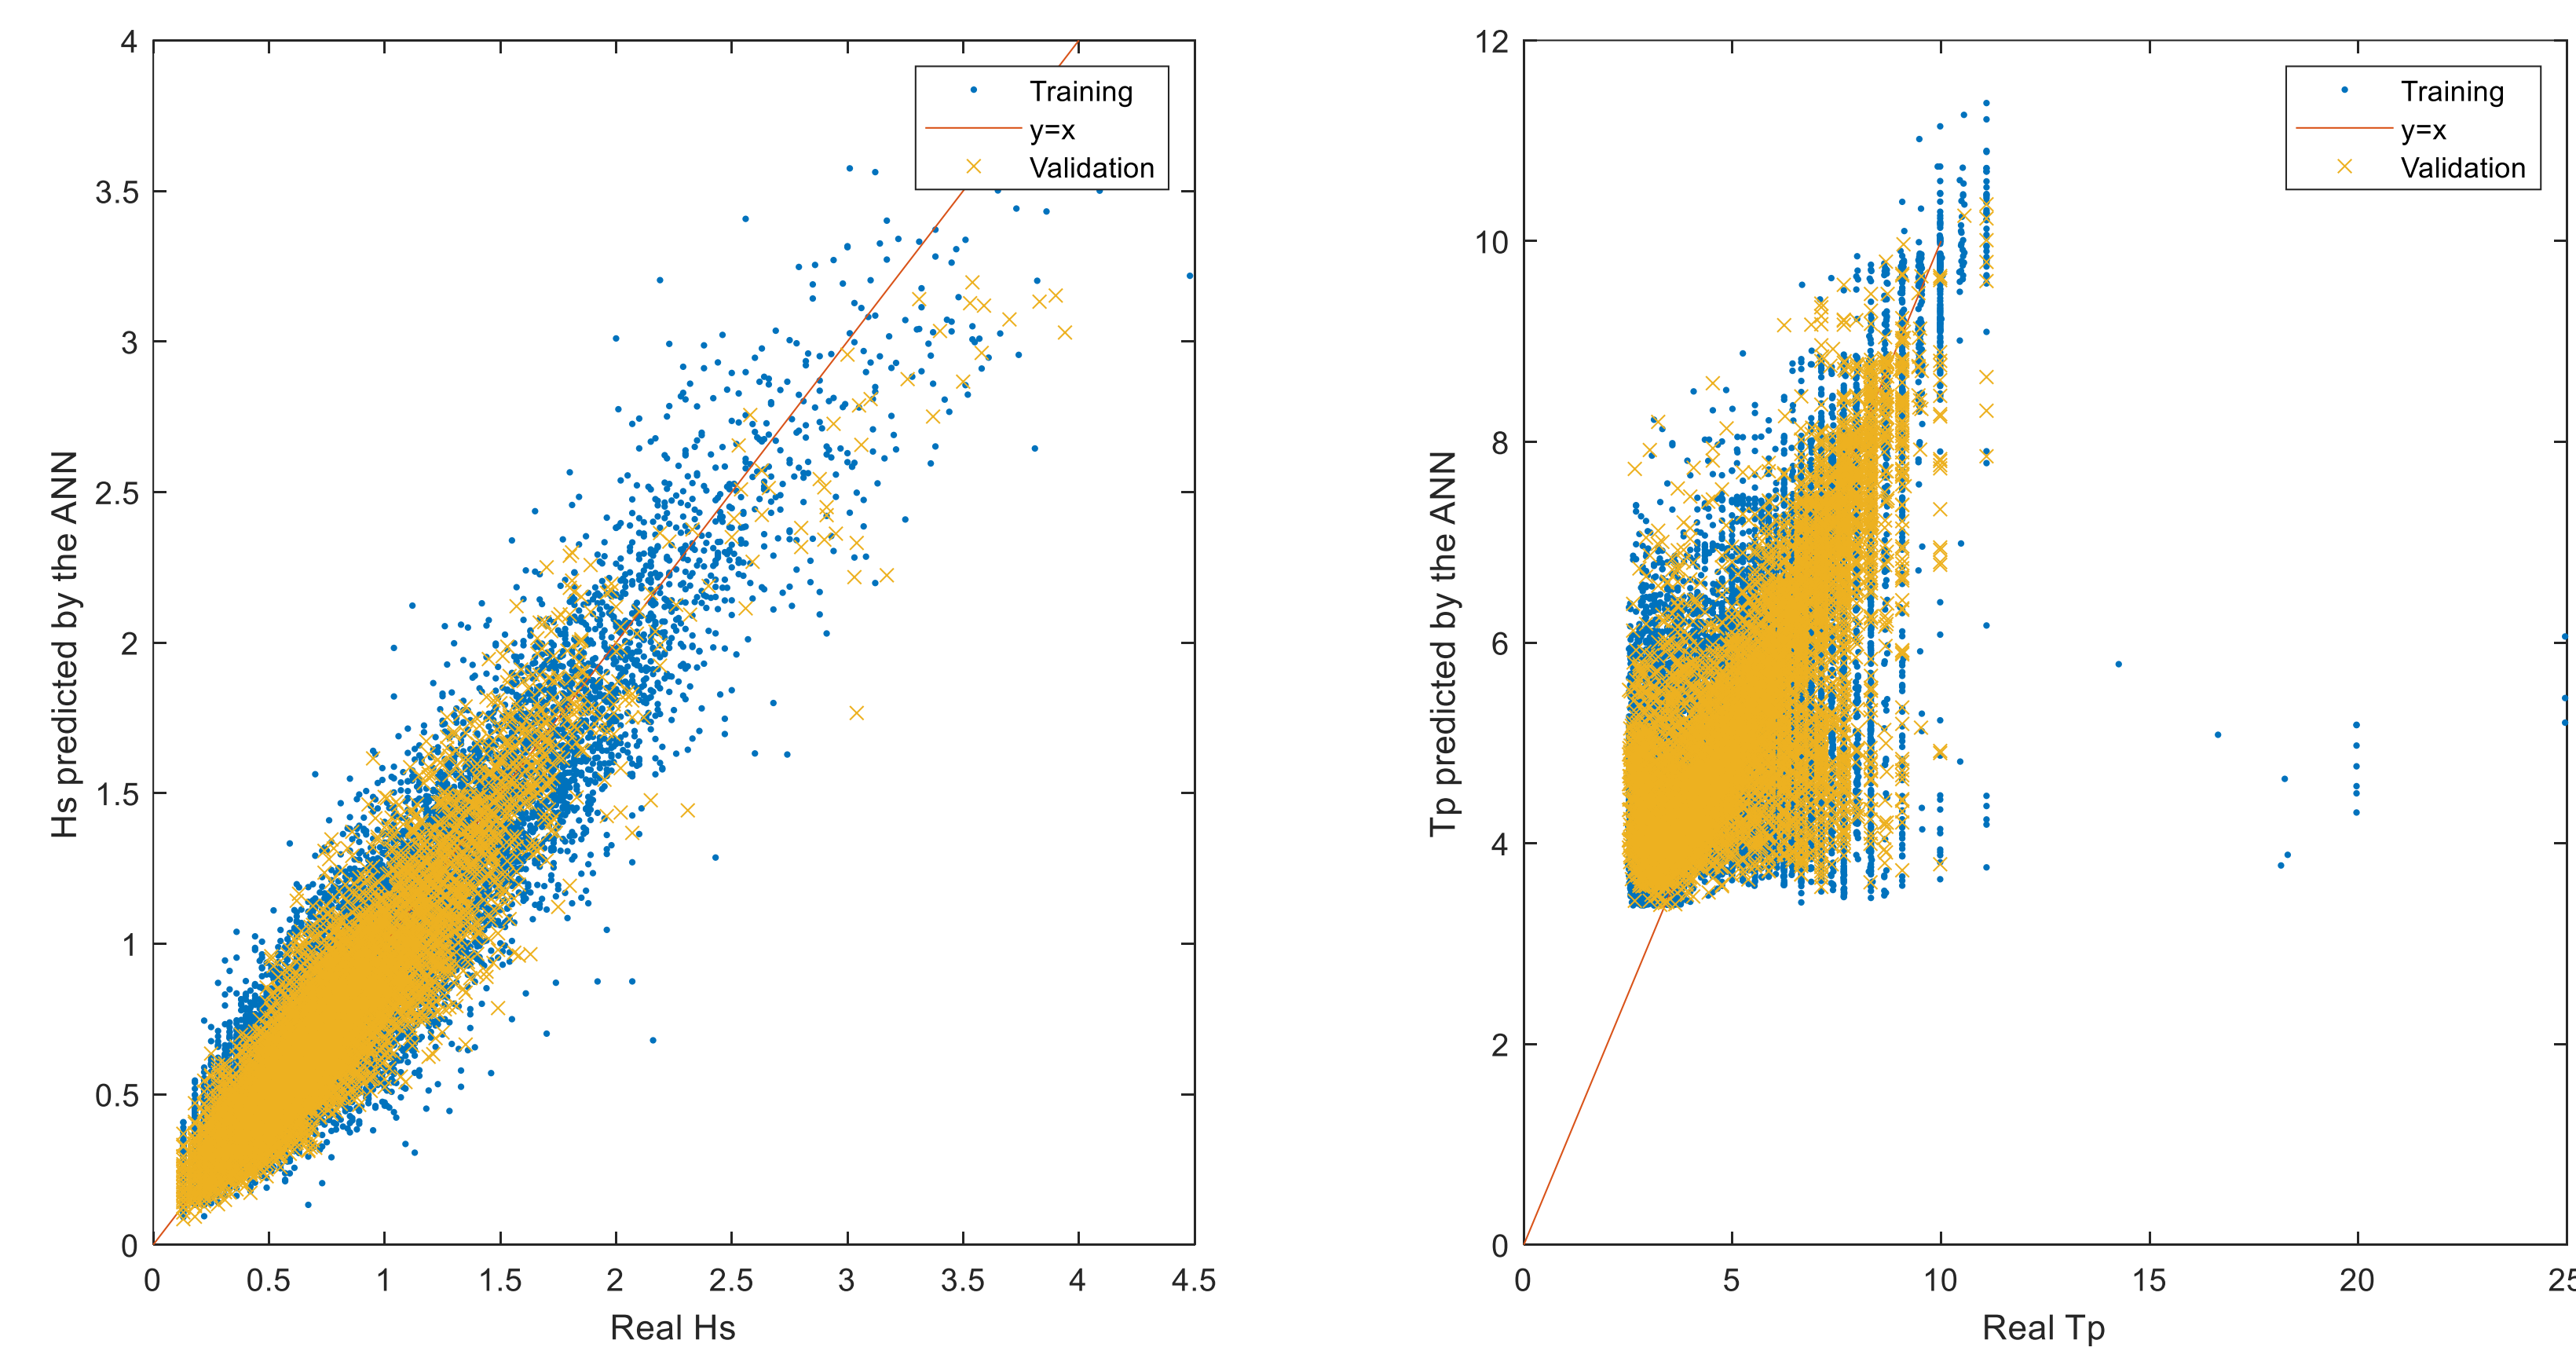 4
3.5
3
2.5
2
1.5
1
0.5
0
0 0.5 1 1.5 2 2.5 3 3.5 4 4.5
Hs predicted by the ANN
Real Hs
Training
y=x
Validation
12
10
8
6
4
2
0
0 5 10 15 20 25
Tp predicted by the ANN
Real Tp
Training
y=x
Validation